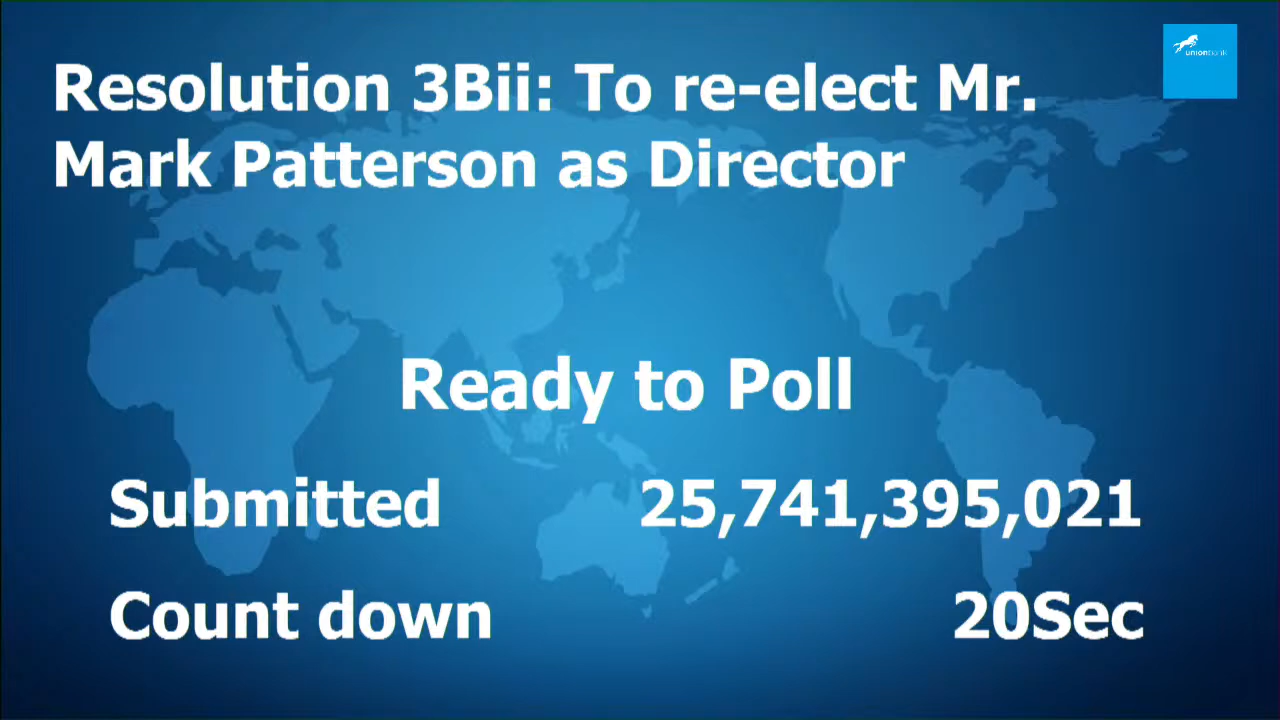 unionbank
Resolution 3Bii: To re-elect Mr.
Mark Patterson as Director
Ready to Poll
Submitted 25,741,395,021
Count down 20Sec